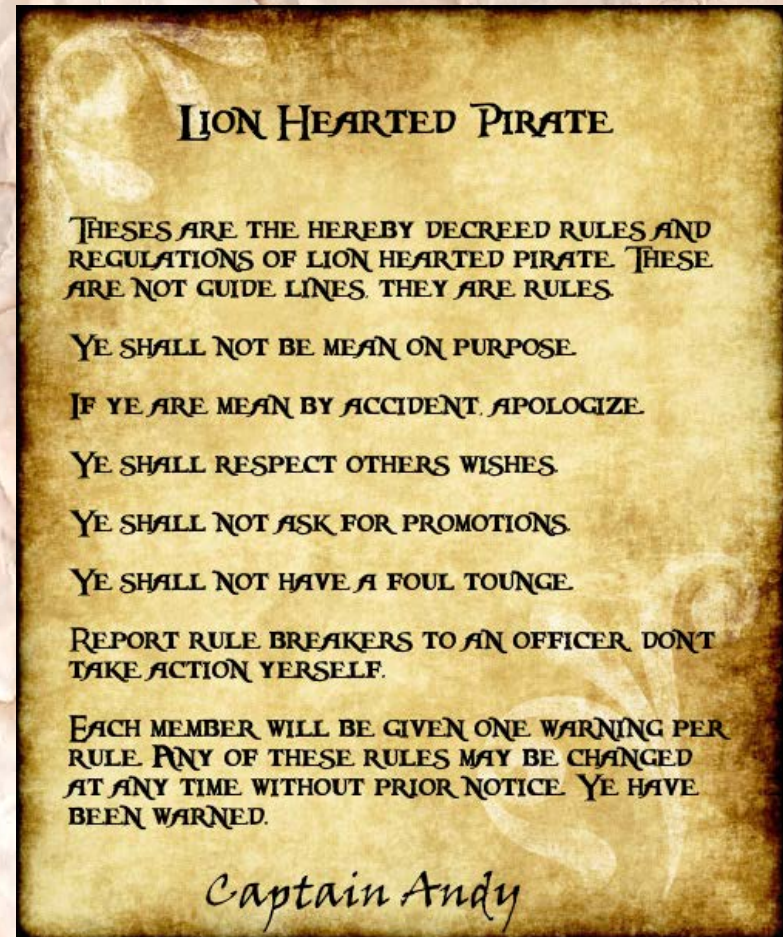 Lion Hearted Pirate
Theses are the hereby decreed rules and
regulations of lion hearted pirate. These
are not guide lines, they are rules.
Ye shall not be mean on purpose.
If ye are mean by accident, apologize.
Ye shall respect others wishes.
Ye shall not ask for promotions.
Ye shall not have a foul tounge.
Report rule breakers to an officer, dont
take action yerself.
Each member will be given one warning per
rule. Any of these rules may be changed
at any time without prior notice. Ye have
been warned.
Captain Andy